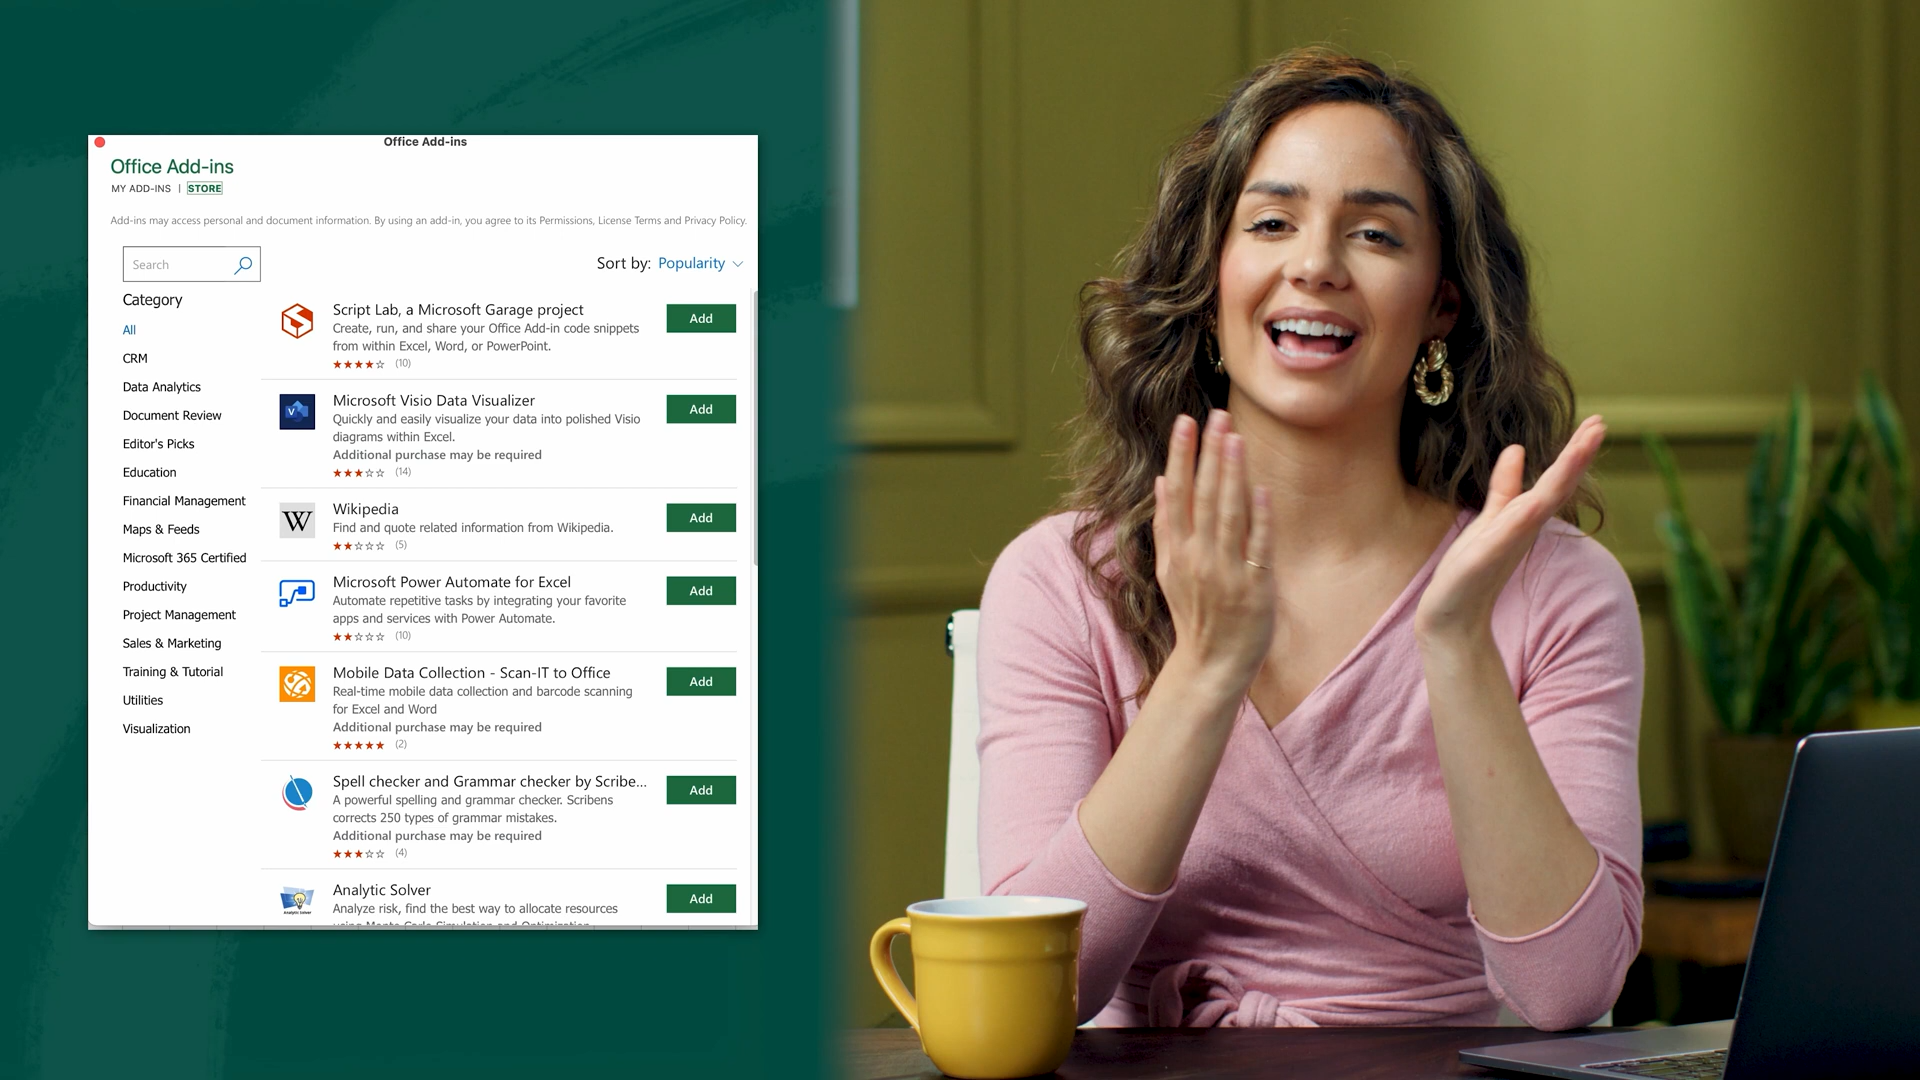 Office Add-ins
Office Add-ins
MY ADD-INS | STORE
Add-ins may access personal and document information. By using an add-in, you agree to its Permissions, License Terms and Privacy Policy.
Search
Sort by: Popularity
Category
All
CRM
Data Analytics
Document Review
Editor's Picks
Education
Financial Management
Maps & Feeds
Microsoft 365 Certified
Productivity
Project Management
Sales & Marketing
Training & Tutorial
Utilities
Visualization
Script Lab, a Microsoft Garage project
Create, run, and share your Office Add-in code snippets
from within Excel, Word, or PowerPoint.
(10)
Add
Microsoft Visio Data Visualizer
Quickly and easily visualize your data into polished Visio
diagrams within Excel.
Additional purchase may be required
(14)
Add
V
W
Wikipedia
Find and quote related information from Wikipedia.
(5)
Add
Microsoft Power Automate for Excel
Automate repetitive tasks by integrating your favorite
apps and services with Power Automate.
(10)
Add
Mobile Data Collection - Scan-IT to Office
Real-time mobile data collection and barcode scanning
for Excel and Word
Additional purchase may be required
(2)
Add
Spell checker and Grammar checker by Scribe...
A powerful spelling and grammar checker. Scribens
corrects 250 types of grammar mistakes.
Additional purchase may be required
(4)
Add
Analytic Solver
Analytic Solver
Analyze risk, find the best way to allocate resources
using Monte Carlo Simulation and Optimization
Add